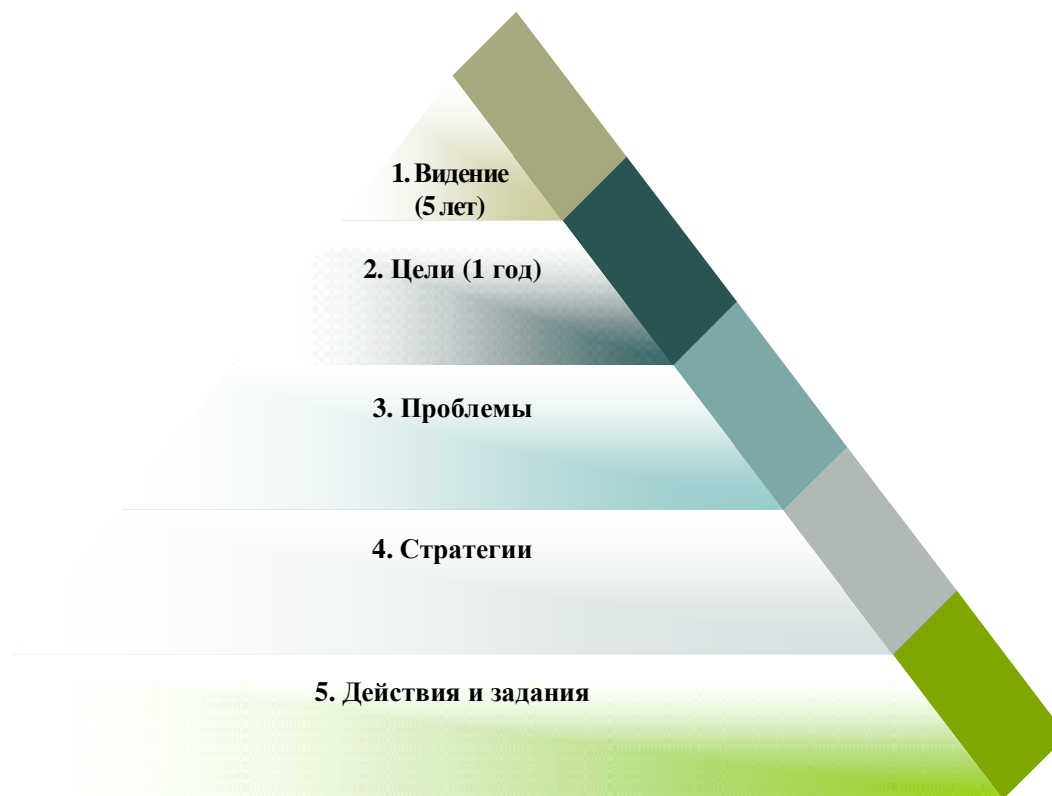 1. Видение
(5 лет)
2. Цели (1 год)
3. Проблемы
4. Стратегии
5. Действия и задания